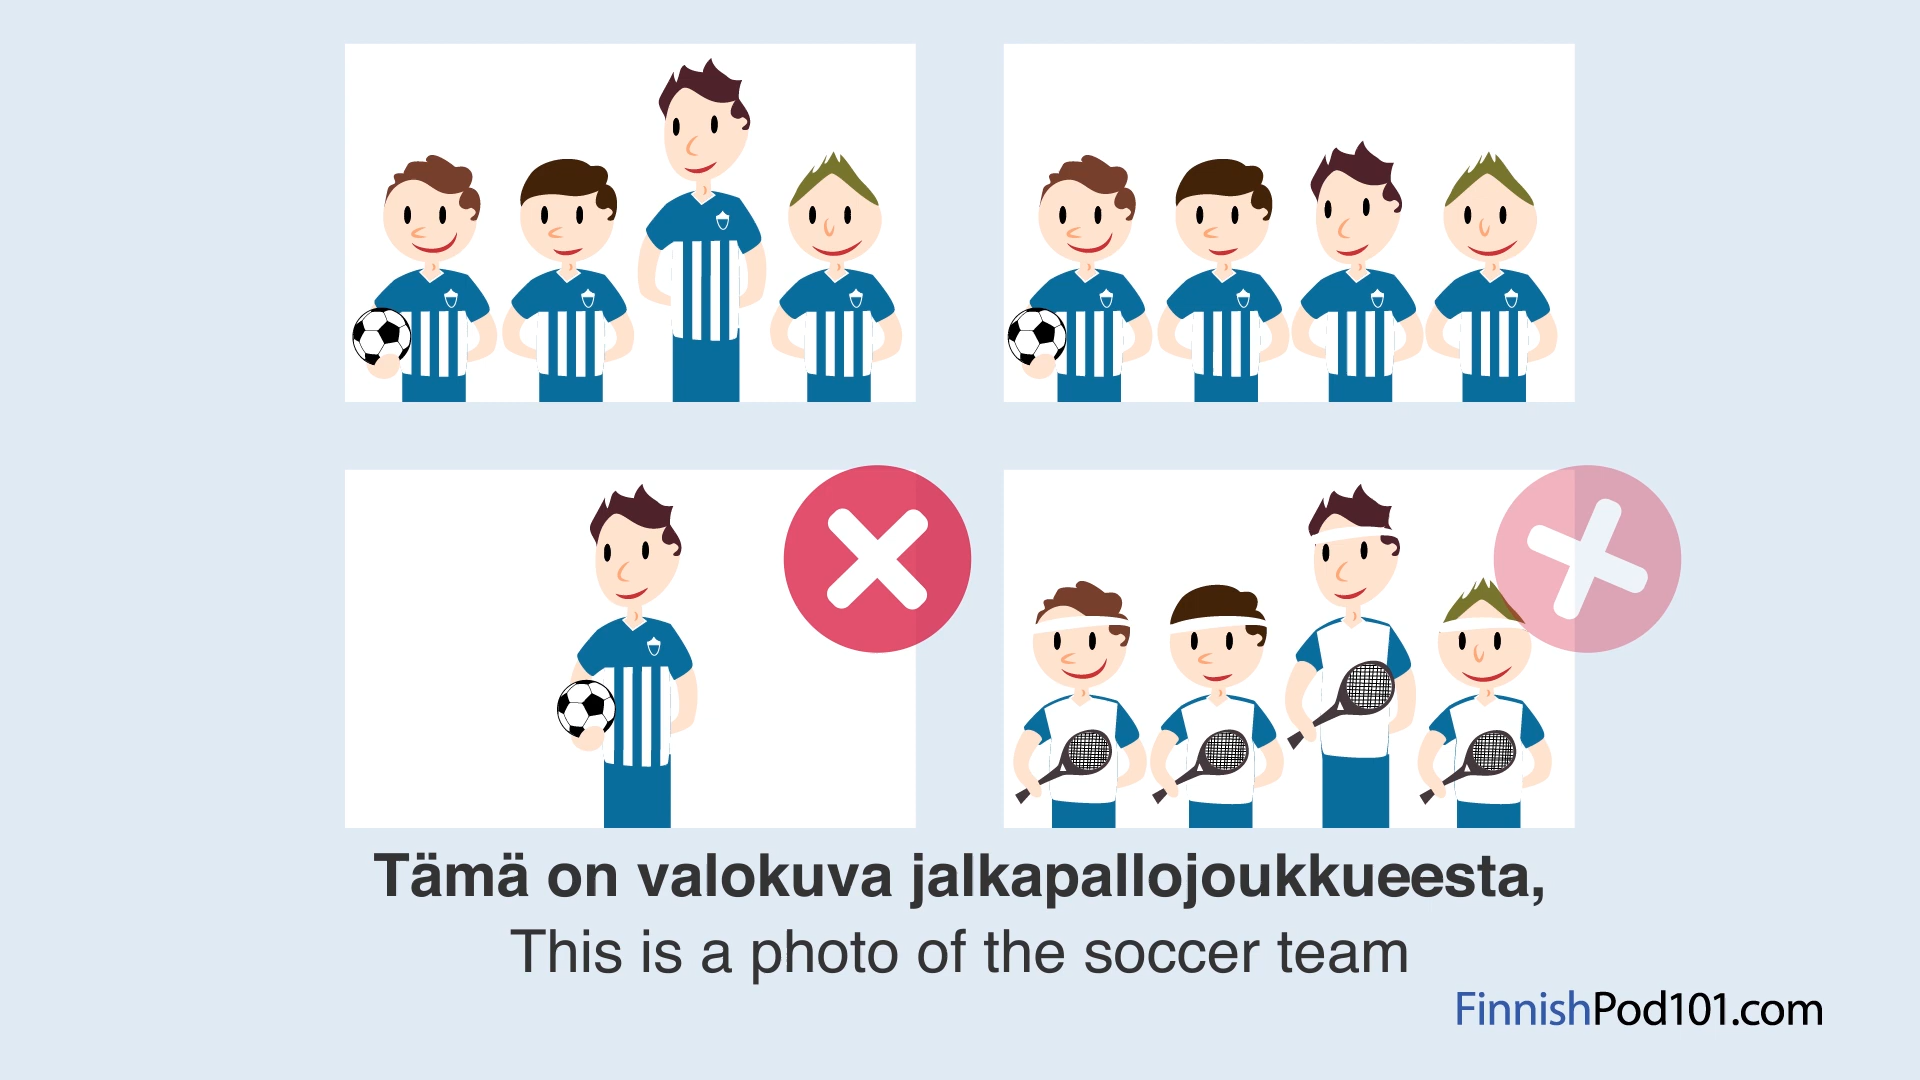 Tämä on valokuva jalkapallojoukkueesta,
This is a photo of the soccer team
FinnishPod101.com